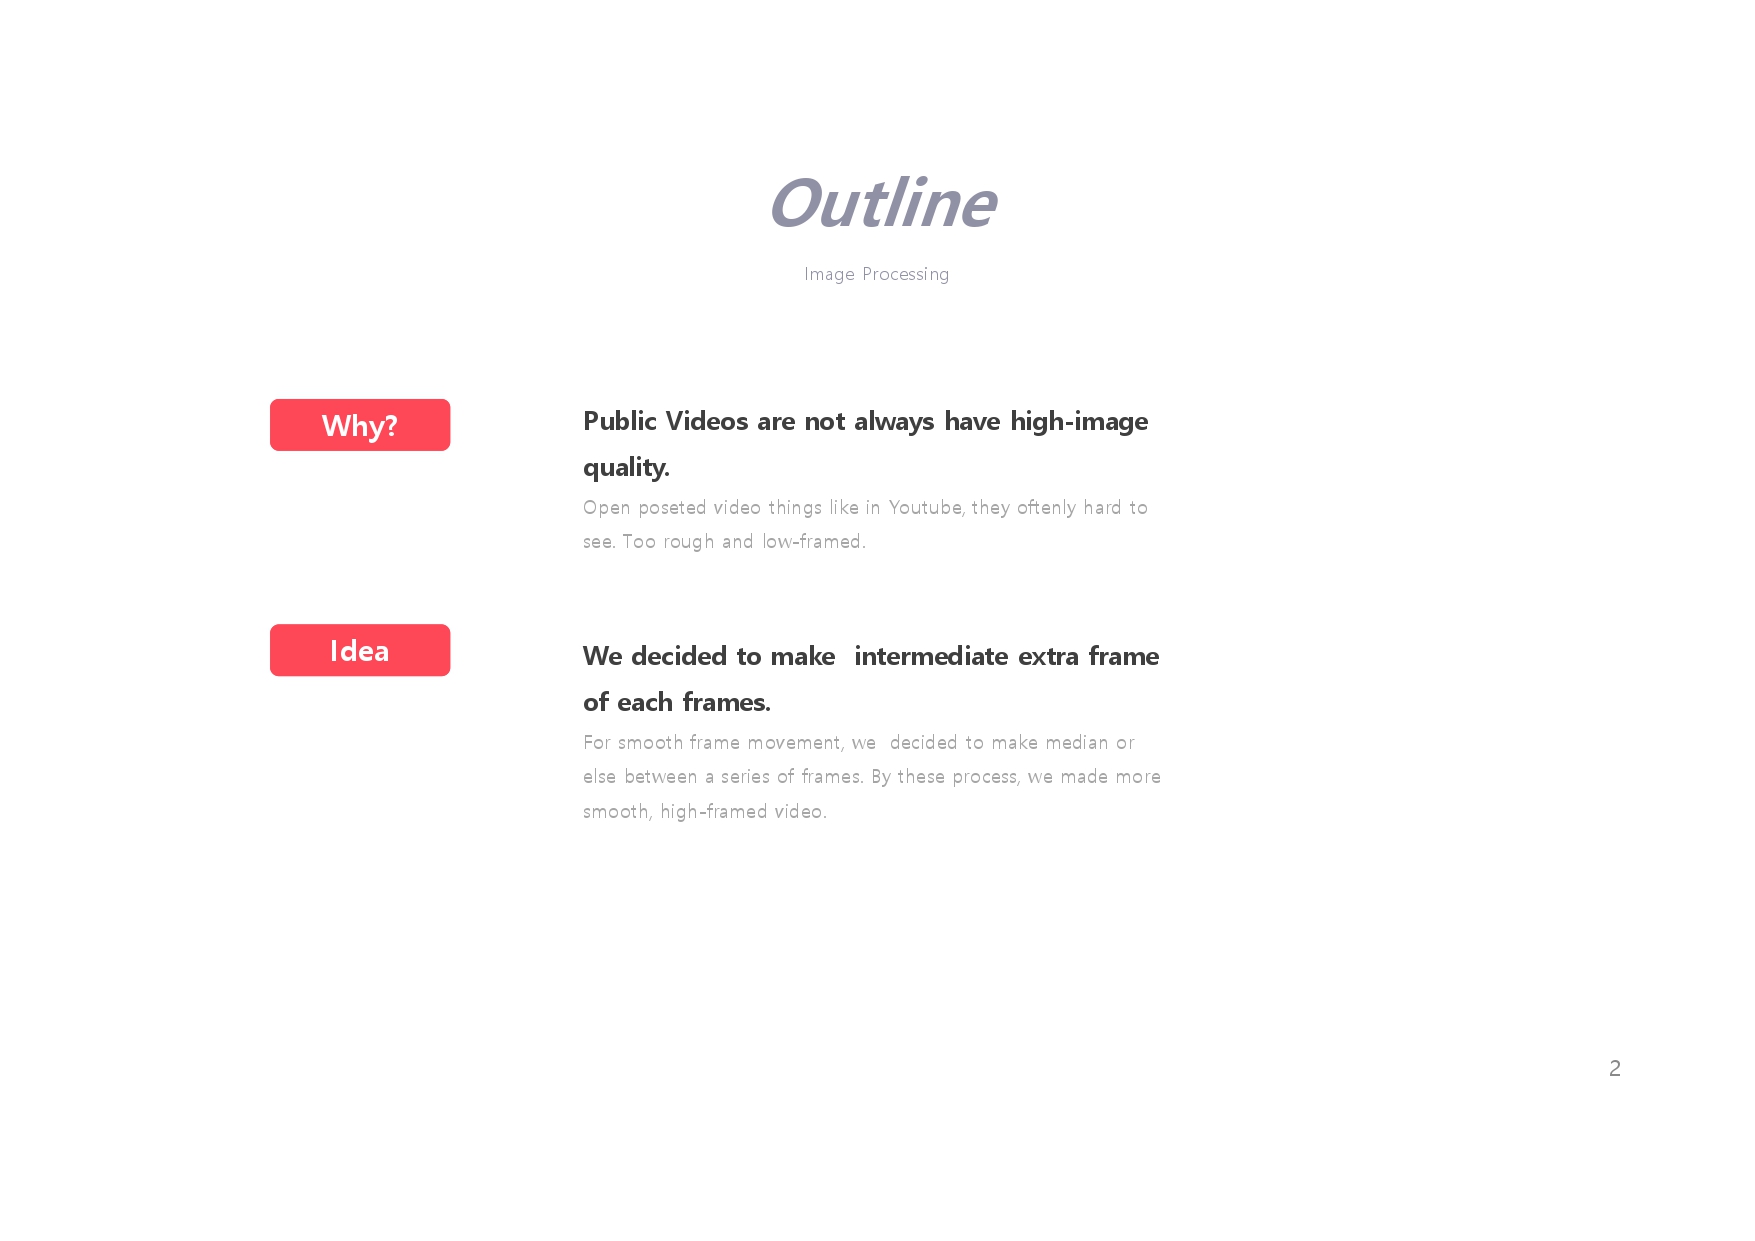 Outline
Image Processing
Why?
Public Videos are not always have high-image
quality.
Open poseted video things like in Youtube, they oftenly hard to
see. Too rough and low-framed.
Idea
We decided to make  intermediate extra frame
of each frames.
For smooth frame movement, we  decided to make median or
else between a series of frames. By these process, we made more
smooth, high-framed video.
2